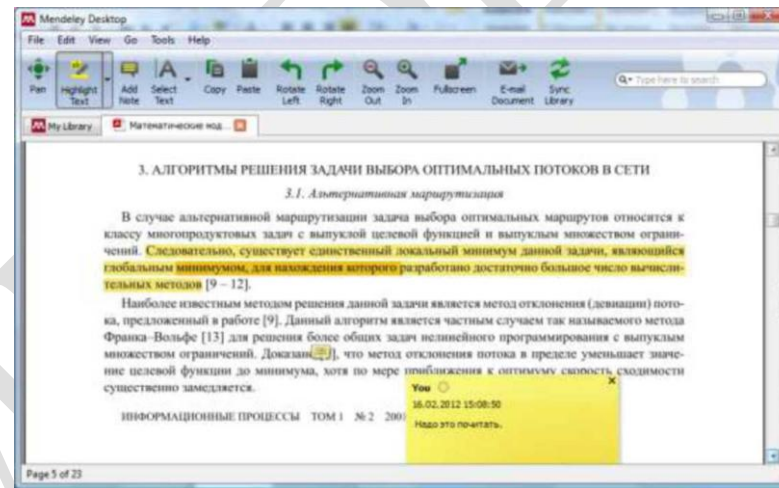 Mendeley Desktop
File Edit View Go Tools Help
Pan Highlight Text Add Note Select Text Copy Paste Rotate Left Rotate Right Zoom Out Zoom In Fullscreen E-mail Document Sync Library Type here to search
My Library Математические мод...
3. АЛГОРИТМЫ РЕШЕНИЯ ЗАДАЧИ ВЫБОРА ОПТИМАЛЬНЫХ ПОТОКОВ В СЕТИ
3.1. Альтернативная маршрутизация
В случае альтернативной маршрутизации задача выбора оптимальных маршрутов относится к
классу многопродуктовых задач с выпуклой целевой функцией и выпуклым множеством ограни-
чений. Следовательно, существует единственный локальный минимум данной задачи, являющийся
глобальным минимумом, для нахождения которого разработано достаточно большое число вычисли-
тельных методов [9 – 12].
Наиболее известным методом решения данной задачи является метод отклонения (девиации) пото-
ка, предложенный в работе [9]. Данный алгоритм является частным случаем так называемого метода
Франка–Вольфе [13] для решения более общих задач нелинейного программирования с выпуклым
множеством ограничений. Доказан ], что метод отклонения потока в пределе уменьшает значе-
ние целевой функции до минимума, хотя по мере приближения к оптимуму скорость сходимости
существенно замедляется.
You
16.02.2012 15:08:50
Надо это почитать.
ИНФОРМАЦИОННЫЕ ПРОЦЕССЫ ТОМ 1 № 2 200
Page 5 of 23